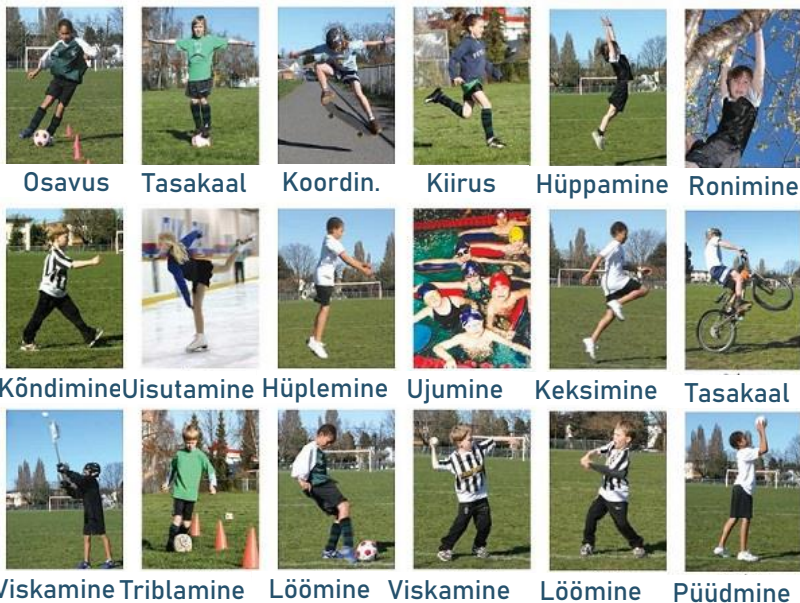 Osavus Tasakaal Koordin. Kiirus Hüppamine Ronimine
Kõndimine Uisutamine Hüplemine Ujumine Keksimine Tasakaal
Viskamine Triblamine Löömine Viskamine Löömine Püüdmine